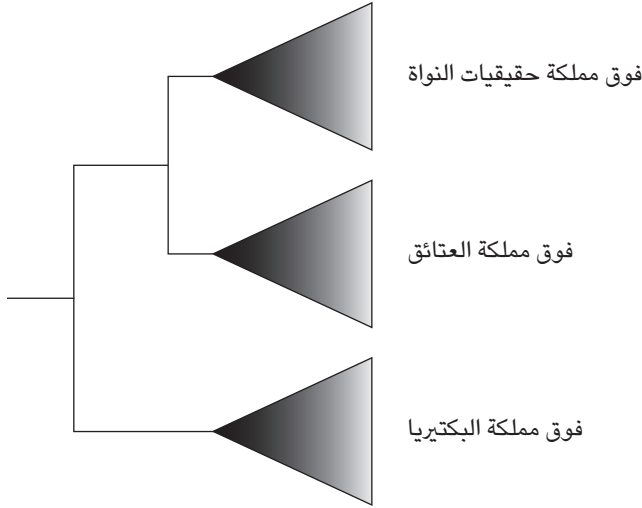 فوق مملكة حقيقيات النواة
فوق مملكة العتائق
فوق مملكة البكتيريا